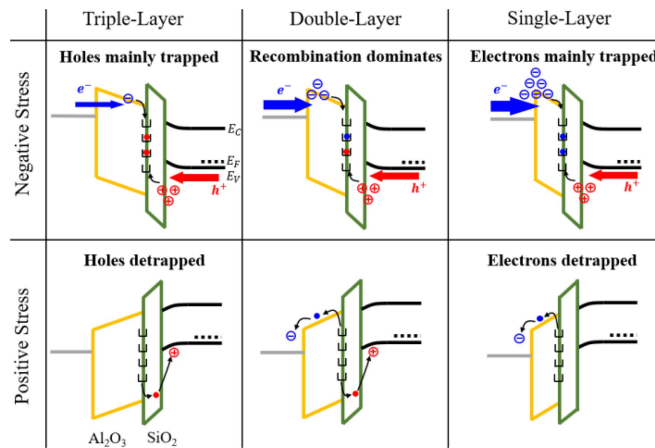 Triple-Layer Double-Layer Single-Layer
Negative Stress
Holes mainly trapped Recombination dominates Electrons mainly trapped
e⁻ e⁻ e⁻
E_C
E_F
E_V
h⁺ h⁺ h⁺
Positive Stress
Holes detrapped Electrons detrapped
Al₂O₃ SiO₂